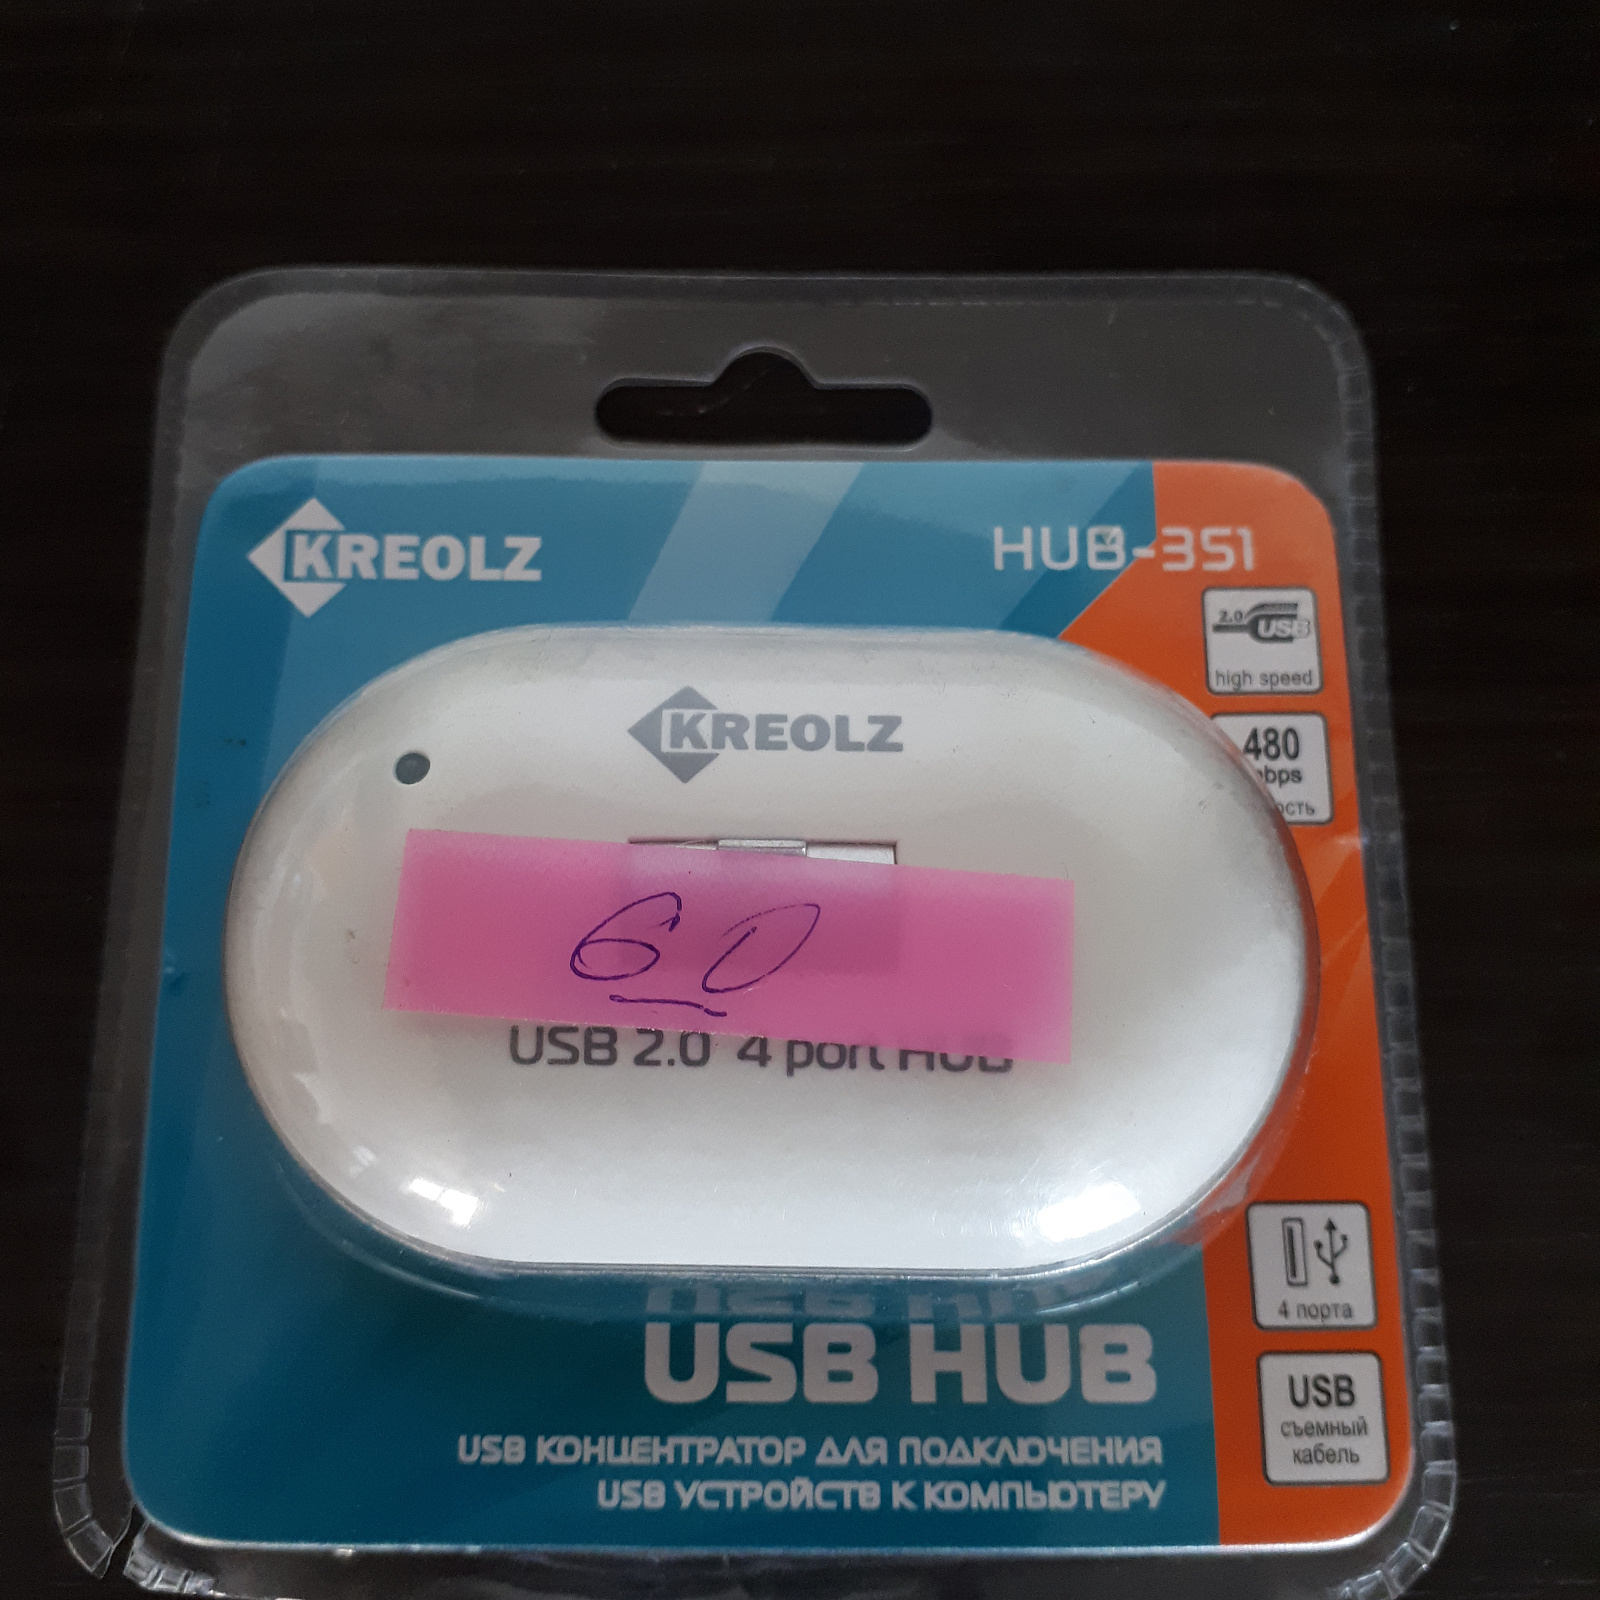 KREOLZ
HUB-351
2.0
USB
high speed
KREOLZ
480
60
USB 2.0 4 port HUB
4 порта
USB HUB
USB
съемный
кабель
USB КОНЦЕНТРАТОР ДЛЯ ПОДКЛЮЧЕНИЯ
USB УСТРОЙСТВ К КОМПЬЮТЕРУ